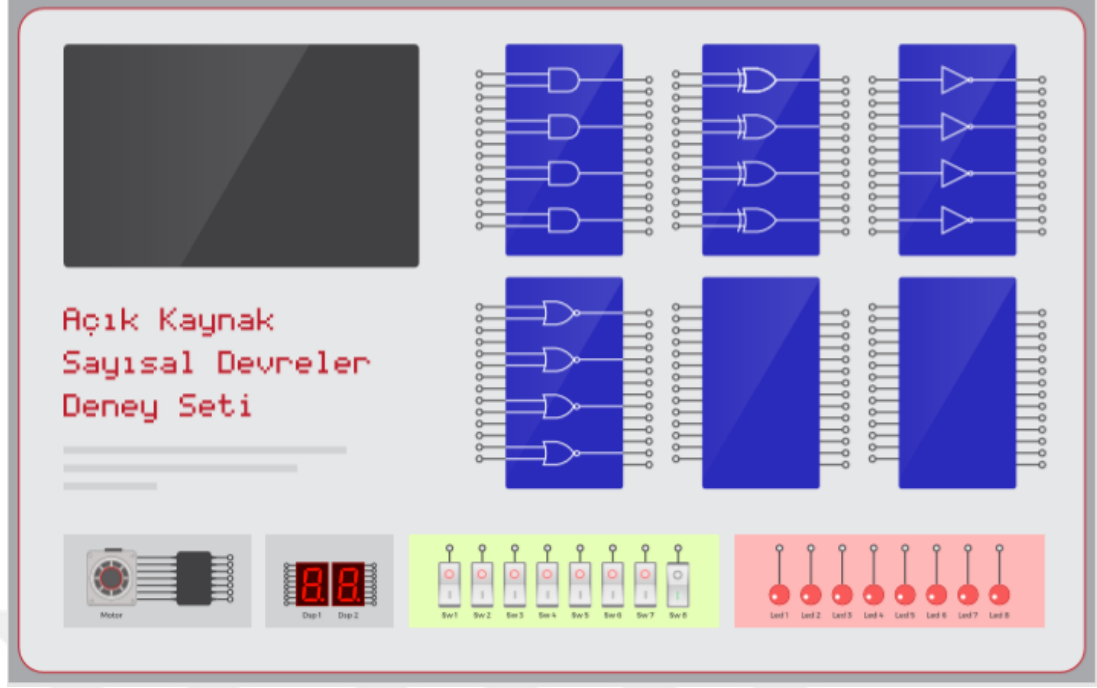 Açık Kaynak
Sayısal Devreler
Deney Seti
Motor
Dsp 1 Dsp 2
Sw 1 Sw 2 Sw 3 Sw 4 Sw 5 Sw 6 Sw 7 Sw 8
Led 1 Led 2 Led 3 Led 4 Led 5 Led 6 Led 7 Led 8